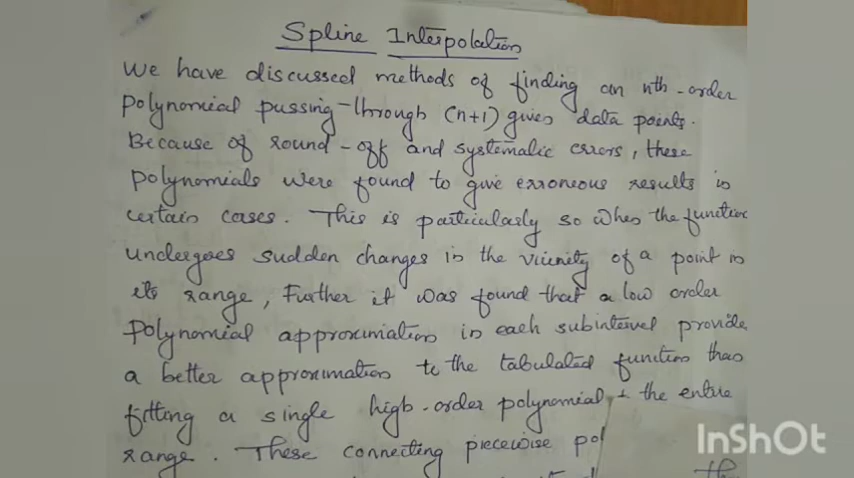 Spline Interpolation
We have discussed methods of finding an nth-order
polynomial passing-through (n+1) given data points.
Because of round-off and systematic errors, these
polynomials were found to give erroneous results in
certain cases. This is particularly so when the function
undergoes sudden changes in the vicinity of a point in
its range, Further it was found that a low order
polynomial approximation in each subinterval provide
a better approximation to the tabulated function than
fitting a single high-order polynomial the entire
range. These connecting piecewise pol
th
InShOt